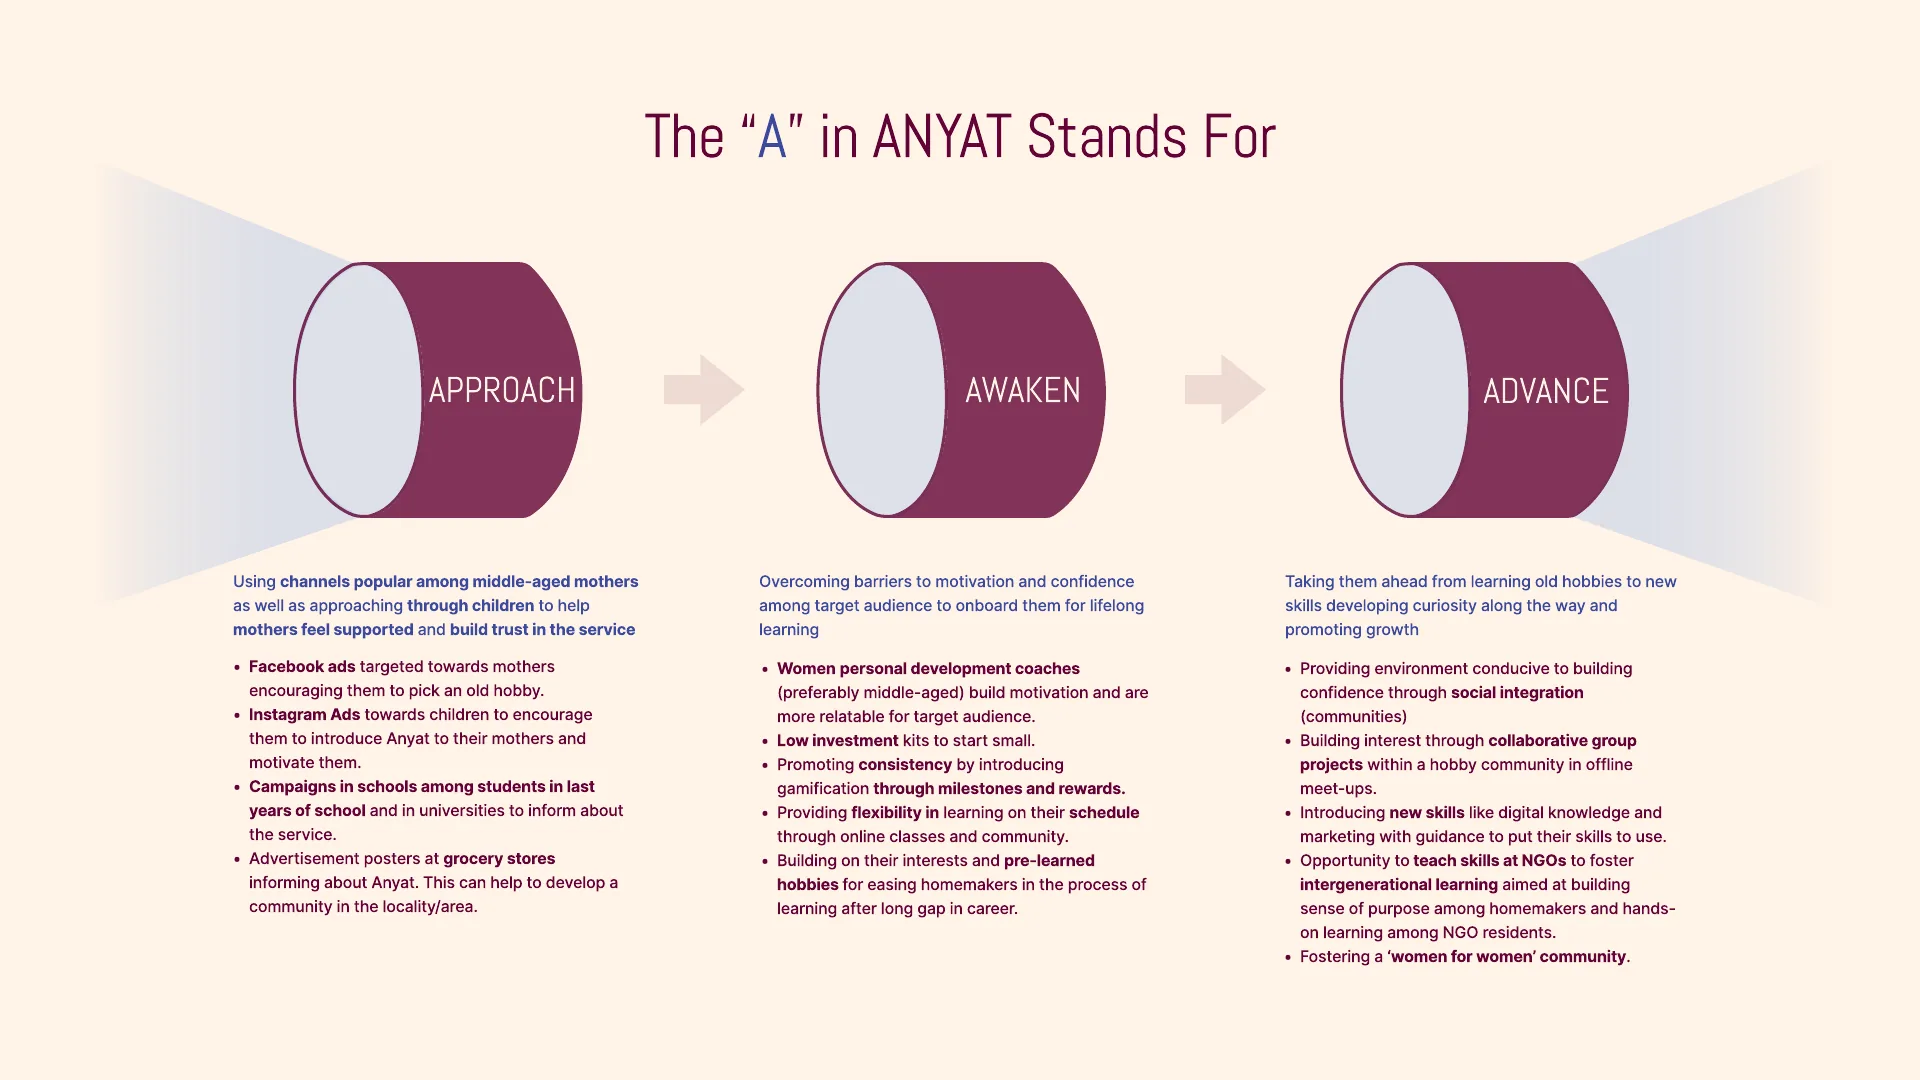 The “A” in ANYAT Stands For
APPROACH
AWAKEN
ADVANCE
Using channels popular among middle-aged mothers
as well as approaching through children to help
mothers feel supported and build trust in the service
• Facebook ads targeted towards mothers
encouraging them to pick an old hobby.
• Instagram Ads towards children to encourage
them to introduce Anyat to their mothers and
motivate them.
• Campaigns in schools among students in last
years of school and in universities to inform about
the service.
• Advertisement posters at grocery stores
informing about Anyat. This can help to develop a
community in the locality/area.
Overcoming barriers to motivation and confidence
among target audience to onboard them for lifelong
learning
• Women personal development coaches
(preferably middle-aged) build motivation and are
more relatable for target audience.
• Low investment kits to start small.
• Promoting consistency by introducing
gamification through milestones and rewards.
• Providing flexibility in learning on their schedule
through online classes and community.
• Building on their interests and pre-learned
hobbies for easing homemakers in the process of
learning after long gap in career.
Taking them ahead from learning old hobbies to new
skills developing curiosity along the way and
promoting growth
• Providing environment conducive to building
confidence through social integration
(communities)
• Building interest through collaborative group
projects within a hobby community in offline
meet-ups.
• Introducing new skills like digital knowledge and
marketing with guidance to put their skills to use.
• Opportunity to teach skills at NGOs to foster
intergenerational learning aimed at building
sense of purpose among homemakers and hands-
on learning among NGO residents.
• Fostering a ‘women for women’ community.